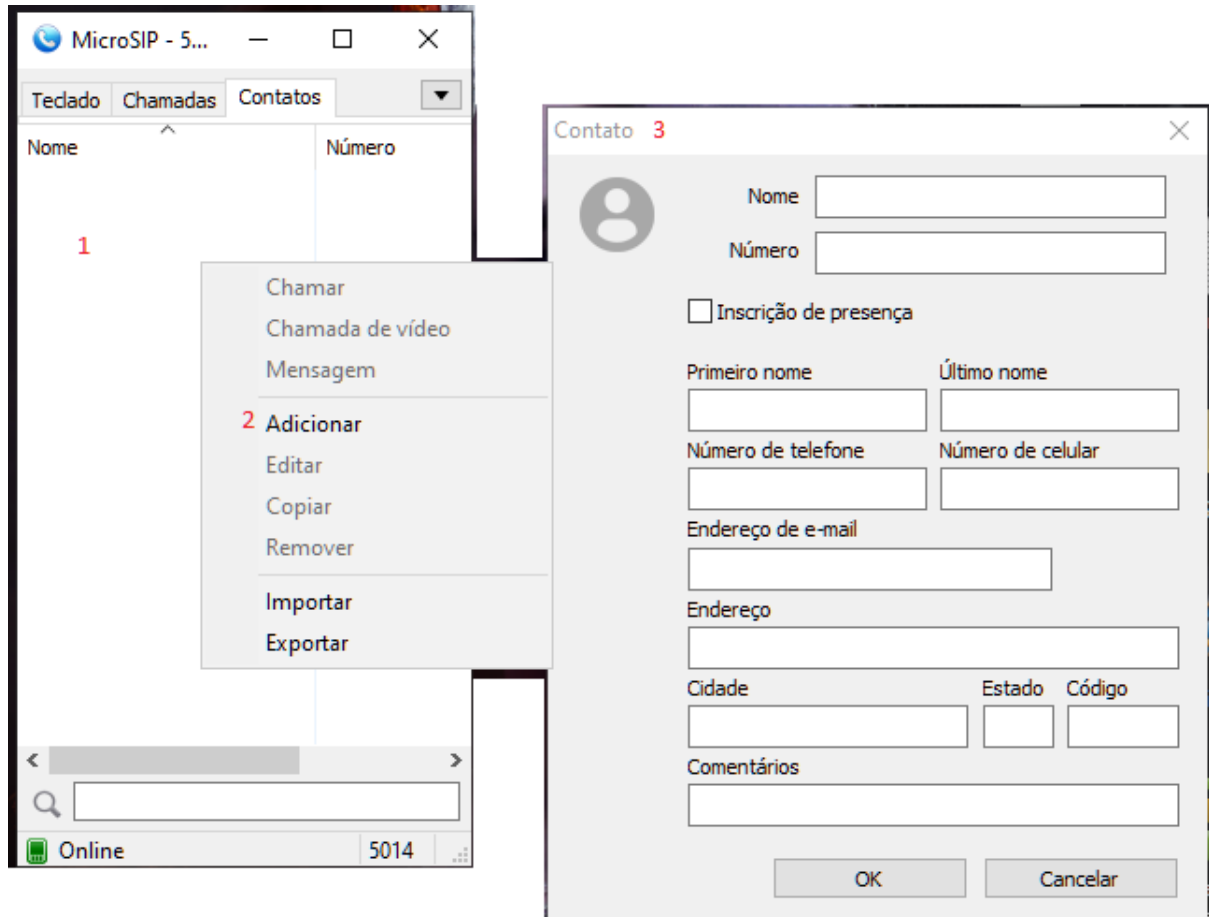 MicroSIP - 5...
Teclado Chamadas Contatos
Nome Número
1
Chamar
Chamada de vídeo
Mensagem
2 Adicionar
Editar
Copiar
Remover
Importar
Exportar
Online 5014
Contato 3
Nome
Número
Inscrição de presença
Primeiro nome Último nome
Número de telefone Número de celular
Endereço de e-mail
Endereço
Cidade Estado Código
Comentários
OK Cancelar